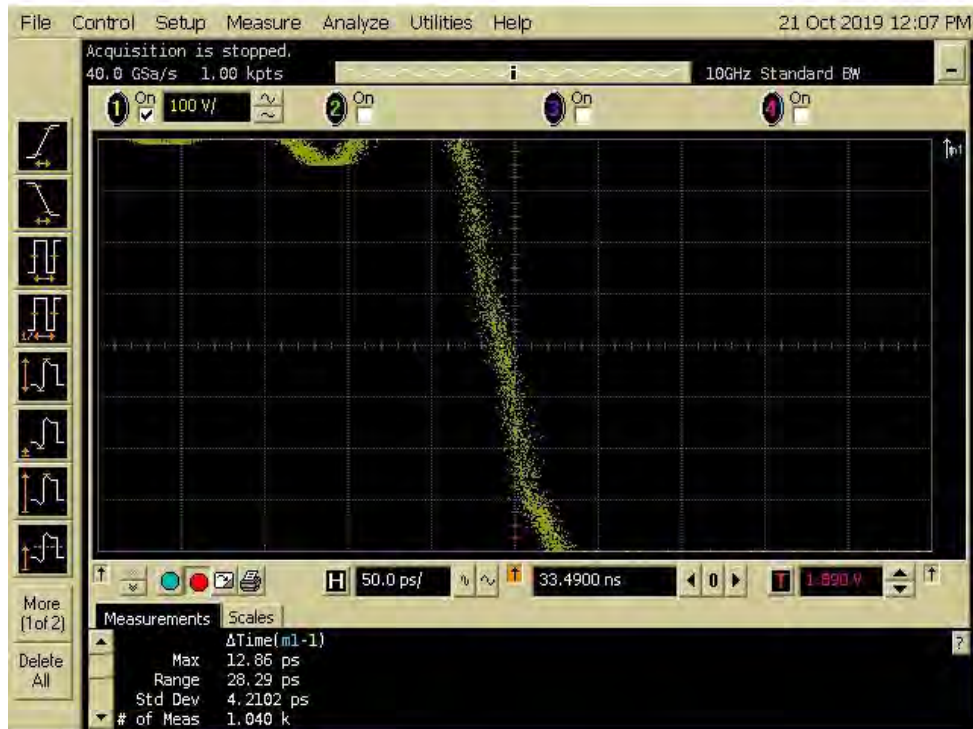 File Control Setup Measure Analyze Utilities Help 21 Oct 2019 12:07 PM
Acquisition is stopped.
40.0 GSa/s 1.00 kpts 10GHz Standard BW
1 On 100 V/ 2 On 3 On 4 On
H 50.0 ps/ 33.4900 ns 0 T 1.890 V
More
(1of 2)
Delete
All
Measurements Scales
ΔTime(m1-1)
Max 12.86 ps
Range 28.29 ps
Std Dev 4.2102 ps
# of Meas 1.040 k
?